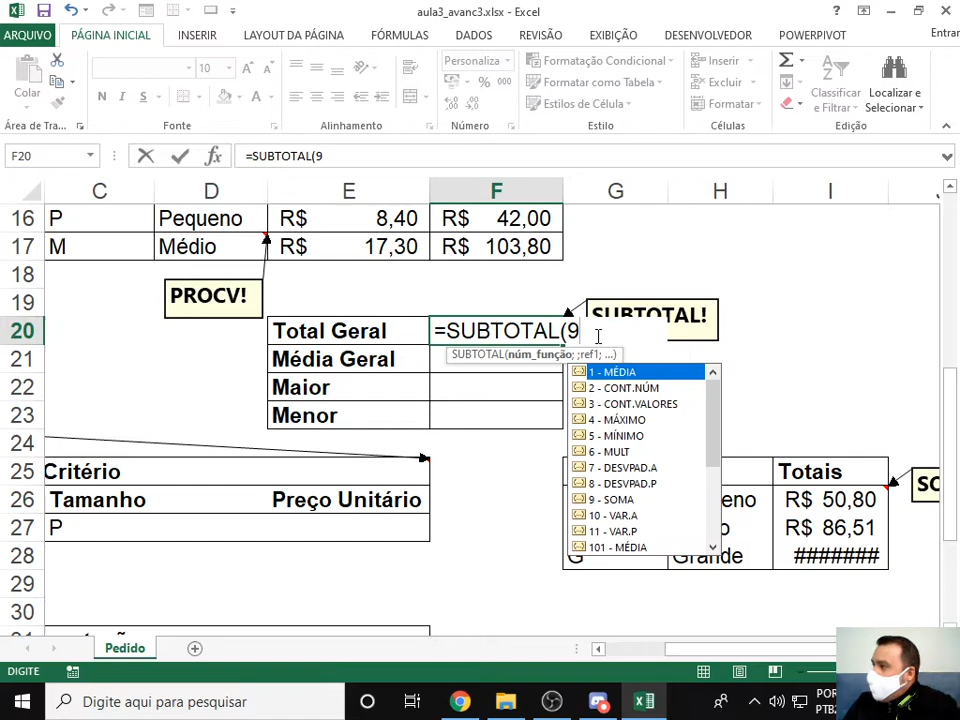 aula3_avanc3.xlsx - Excel
ARQUIVO PÁGINA INICIAL INSERIR LAYOUT DA PÁGINA FÓRMULAS DADOS REVISÃO EXIBIÇÃO DESENVOLVEDOR POWERPIVOT Entrar
Colar
10
N I S
Personaliza
% 000
Formatação Condicional
Formatar como Tabela
Estilos de Célula
Inserir
Excluir
Formatar
Classificar
e Filtrar
Localizar e
Selecionar
Área de Tra...
Fonte
Alinhamento
Número
Estilo
Células
Edição
F20
fx
=SUBTOTAL(9
C D E F G H I
16 P Pequeno R$ 8,40 R$ 42,00
17 M Médio R$ 17,30 R$ 103,80
18
PROCV!
19
SUBTOTAL!
20 Total Geral =SUBTOTAL(9
SUBTOTAL(núm_função; ;ref1; ...)
21 Média Geral
22 Maior
23 Menor
1 - MÉDIA
2 - CONT.NÚM
3 - CONT.VALORES
4 - MÁXIMO
5 - MÍNIMO
6 - MULT
7 - DESVPAD.A
8 - DESVPAD.P
9 - SOMA
10 - VAR.A
11 - VAR.P
101 - MÉDIA
24
25 Critério Totais
26 Tamanho Preço Unitário R$ 50,80
27 P R$ 86,51
28 G Grande #######
29
30
Pedido
DIGITE
Digite aqui para pesquisar
POR
PTB2